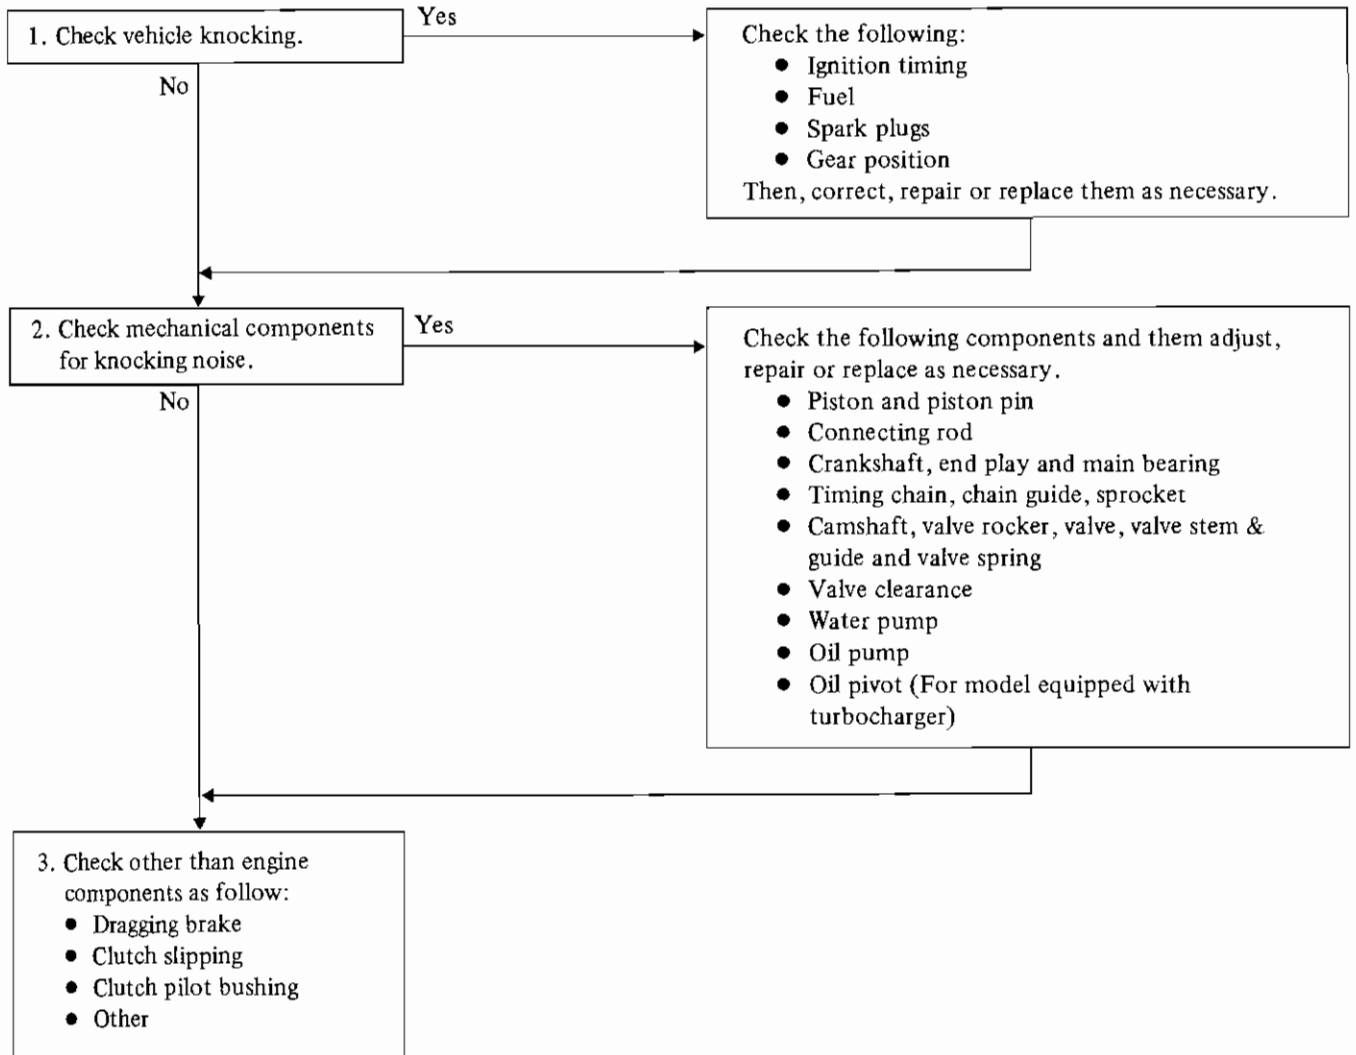 1. Check vehicle knocking.
Yes
No
Check the following:
● Ignition timing
● Fuel
● Spark plugs
● Gear position
Then, correct, repair or replace them as necessary.
2. Check mechanical components
for knocking noise.
Yes
No
Check the following components and them adjust,
repair or replace as necessary.
● Piston and piston pin
● Connecting rod
● Crankshaft, end play and main bearing
● Timing chain, chain guide, sprocket
● Camshaft, valve rocker, valve, valve stem &
guide and valve spring
● Valve clearance
● Water pump
● Oil pump
● Oil pivot (For model equipped with
turbocharger)
3. Check other than engine
components as follow:
● Dragging brake
● Clutch slipping
● Clutch pilot bushing
● Other